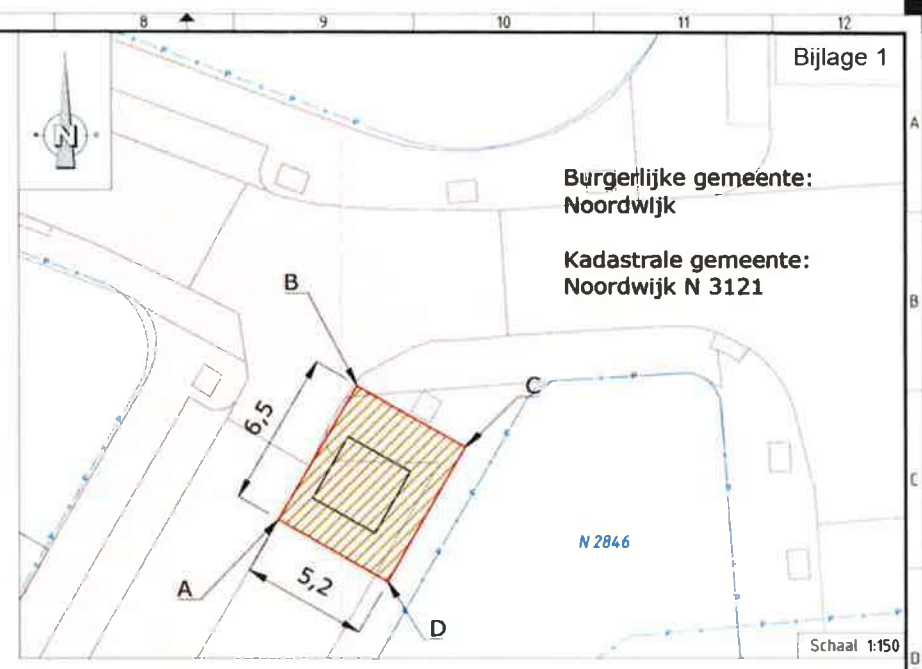 8 9 10 11 12
Bijlage 1
N
A
Burgerlijke gemeente:
Noordwijk
Kadastrale gemeente:
Noordwijk N 3121
B
B
C
6,5
C
N 2846
A
5,2
D
Schaal 1:150
D